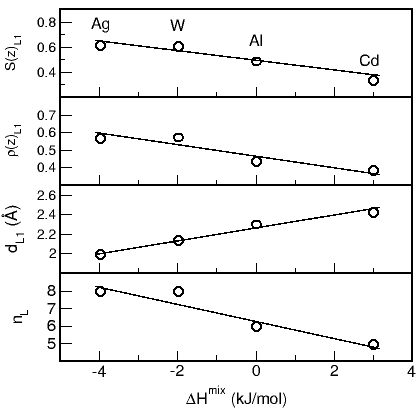 Ag
W
Al
Cd
S(z)L1
0.8
0.6
0.4
ρ(z)L1
0.7
0.6
0.5
0.4
dL1 (Å)
2.6
2.4
2.2
2
nL
8
7
6
5
-4 -2 0 2 4
ΔHmix (kJ/mol)